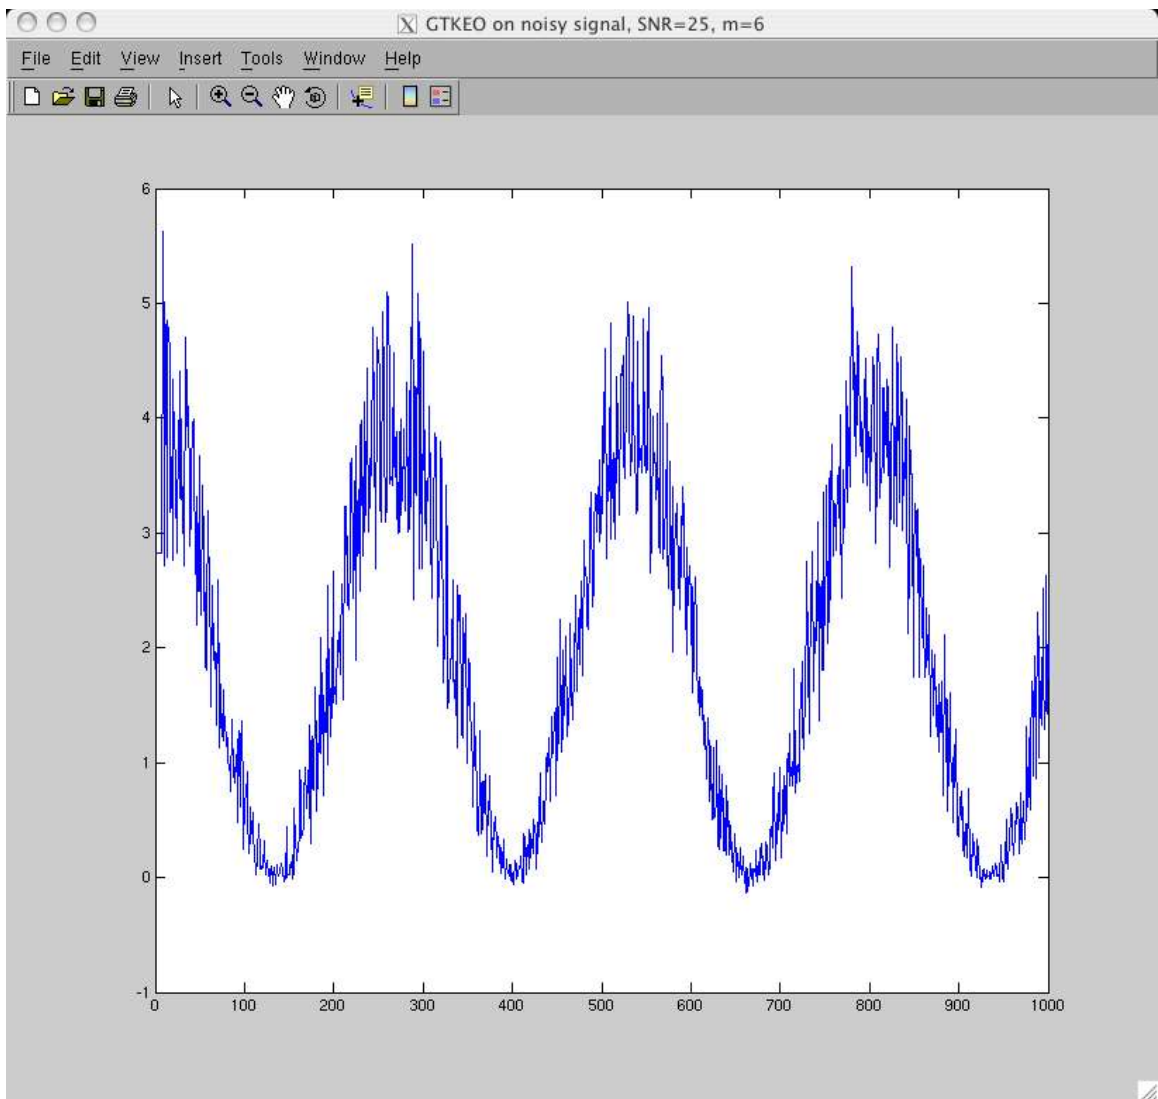 GTKEO on noisy signal, SNR=25, m=6
File Edit View Insert Tools Window Help
6
5
4
3
2
1
0
-1
0 100 200 300 400 500 600 700 800 900 1000